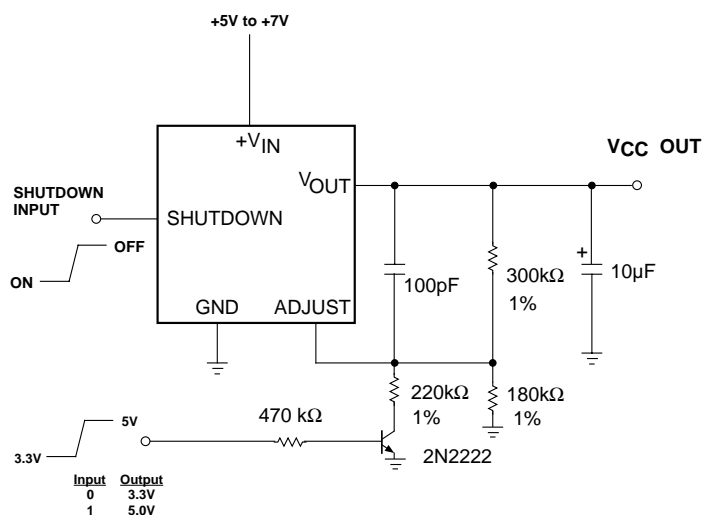 +5V to +7V
+VIN
VCC OUT
VOUT
SHUTDOWN
INPUT
SHUTDOWN
OFF
ON
100pF
300kΩ
1%
+
10µF
GND
ADJUST
220kΩ
1%
180kΩ
1%
470 kΩ
5V
3.3V
2N2222
Input Output
0 3.3V
1 5.0V